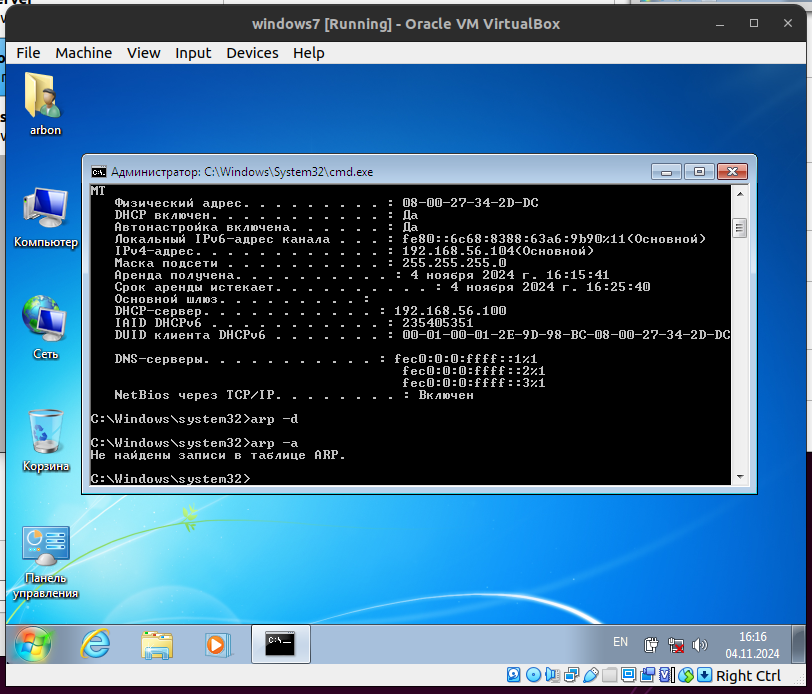 windows7 [Running] - Oracle VM VirtualBox
File Machine View Input Devices Help
arbon
Компьютер
Сеть
Корзина
Панель
управления
Администратор: C:\Windows\System32\cmd.exe
MT
Физический адрес. . . . . . . . . : 08-00-27-34-2D-DC
DHCP включен. . . . . . . . . . . : Да
Автонастройка включена. . . . . . : Да
Локальный IPv6-адрес канала . . . : fe80::6c68:8388:63a6:9b90%11(Основной)
IPv4-адрес. . . . . . . . . . . . : 192.168.56.104(Основной)
Маска подсети . . . . . . . . . . : 255.255.255.0
Аренда получена. . . . . . . . . . : 4 ноября 2024 г. 16:15:41
Срок аренды истекает. . . . . . . . . . : 4 ноября 2024 г. 16:25:40
Основной шлюз. . . . . . . . . :
DHCP-сервер. . . . . . . . . . . : 192.168.56.100
IAID DHCPv6 . . . . . . . . . . . : 235405351
DUID клиента DHCPv6 . . . . . . . : 00-01-00-01-2E-9D-98-BC-08-00-27-34-2D-DC
DNS-серверы. . . . . . . . . . . : fec0:0:0:ffff::1%1
fec0:0:0:ffff::2%1
fec0:0:0:ffff::3%1
NetBios через TCP/IP. . . . . . . . : Включен
C:\Windows\system32>arp -d
C:\Windows\system32>arp -a
Не найдены записи в таблице ARP.
C:\Windows\system32>
C:\
EN
16:16
04.11.2024
Right Ctrl